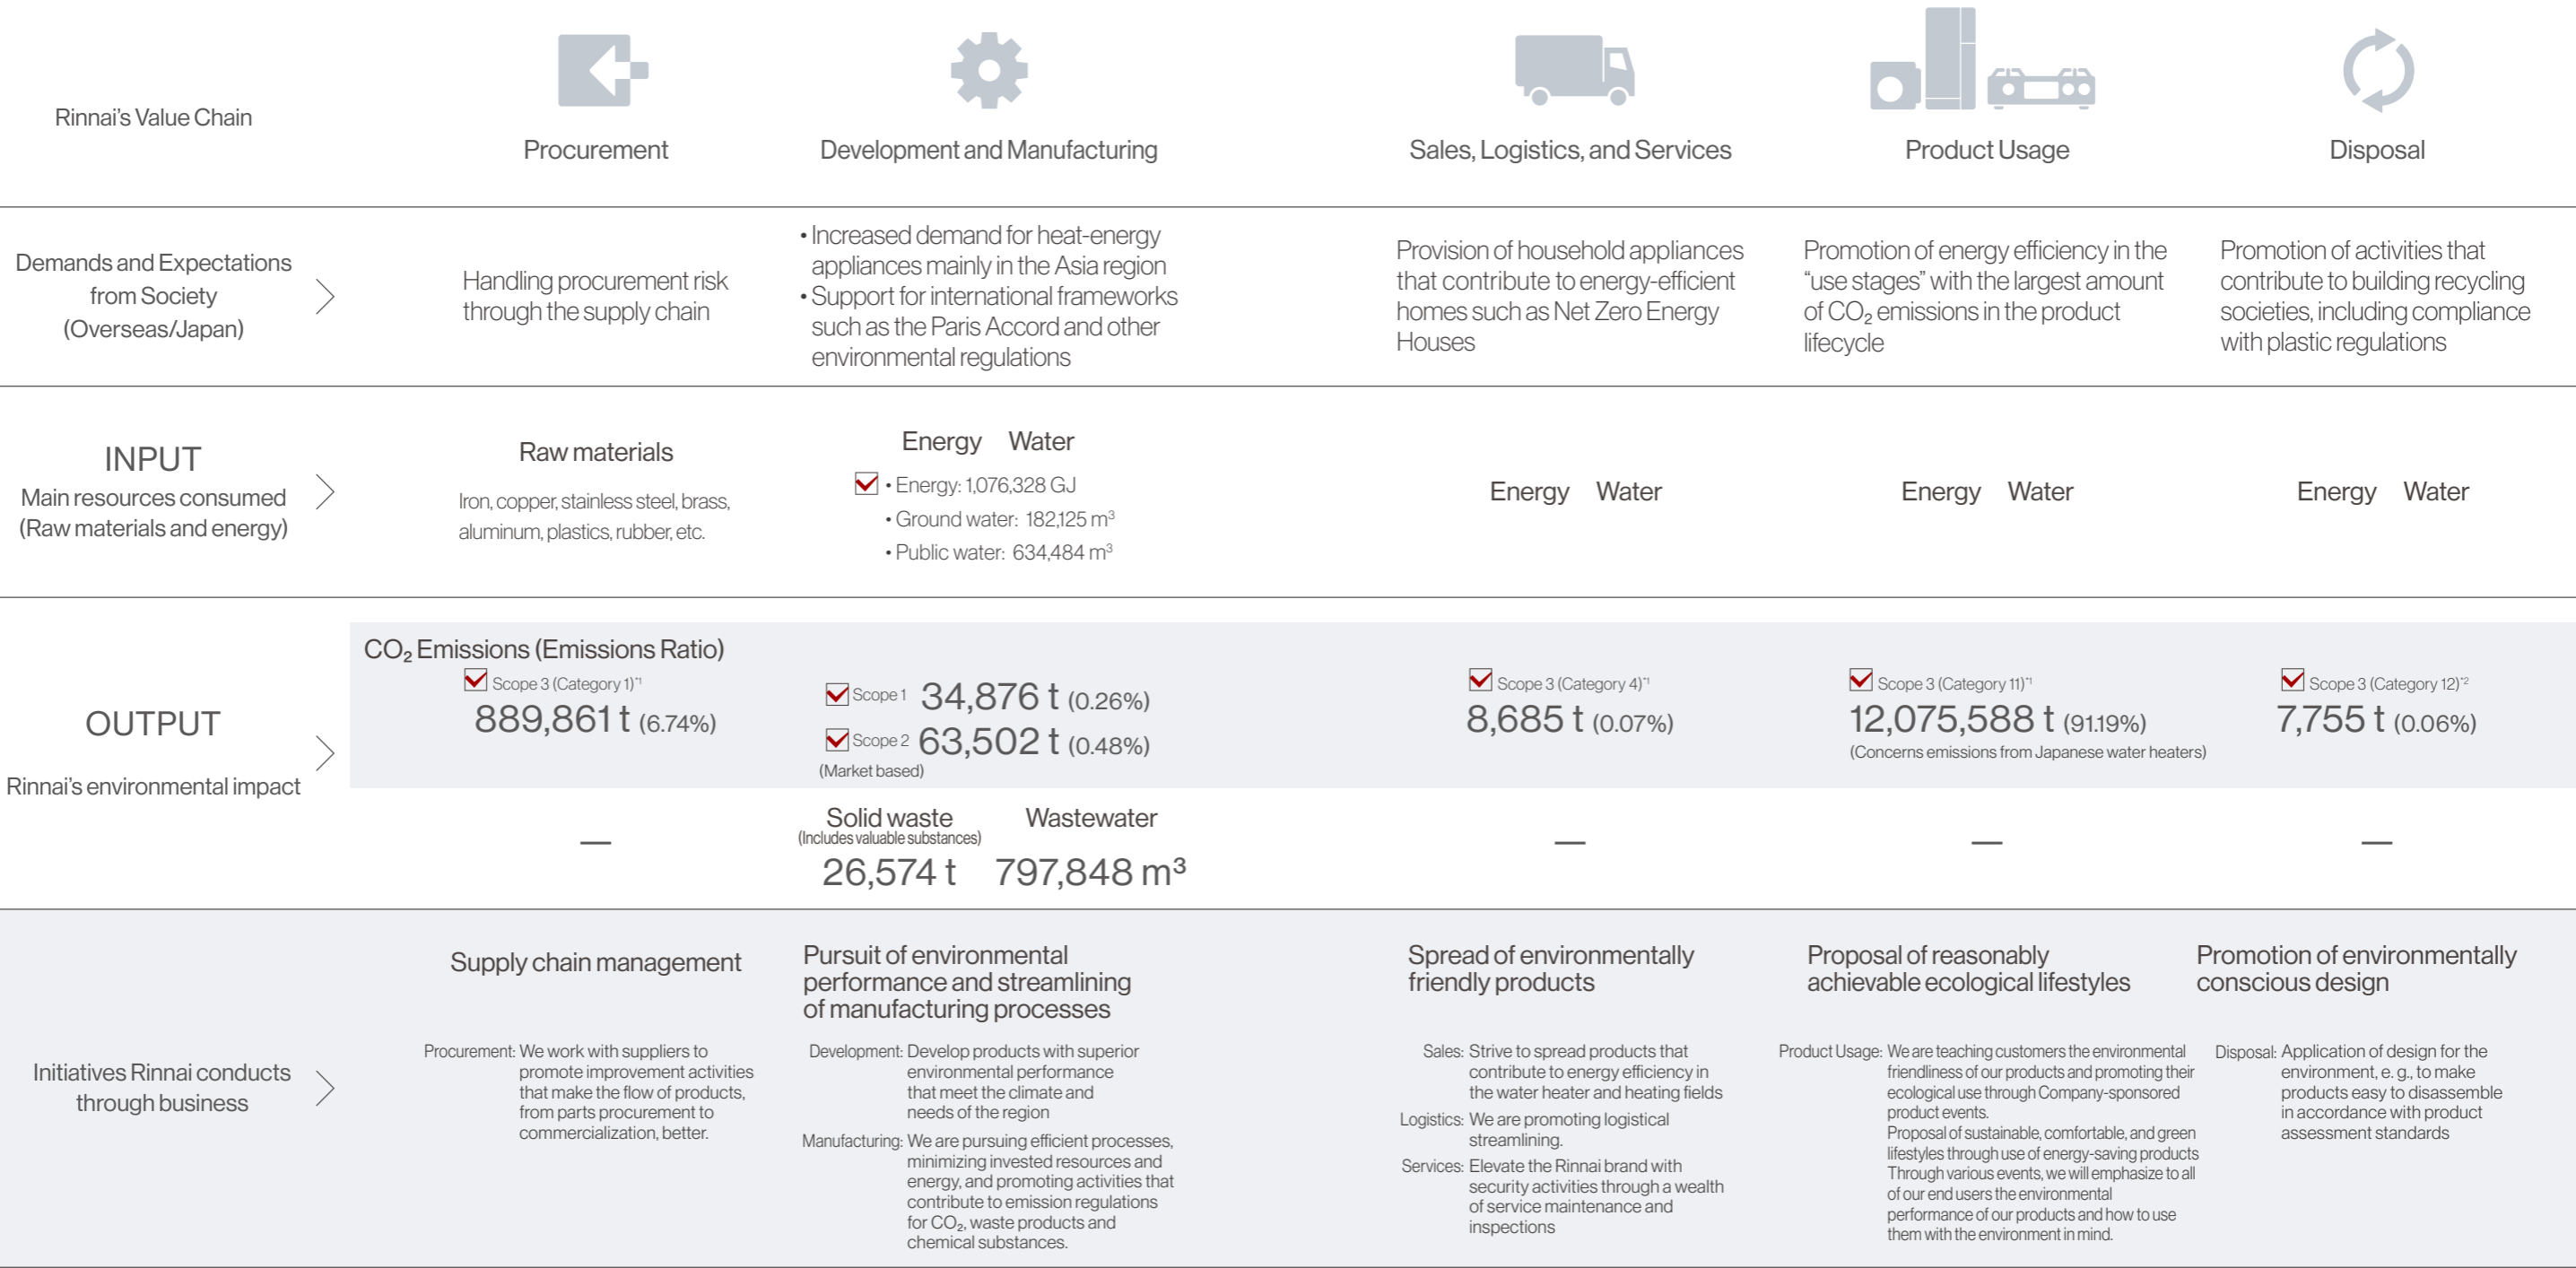 Rinnai's Value Chain
Procurement
Development and Manufacturing
Sales, Logistics, and Services
Product Usage
Disposal
Demands and Expectations
from Society
(Overseas/Japan)
Handling procurement risk
through the supply chain
• Increased demand for heat-energy
appliances mainly in the Asia region
• Support for international frameworks
such as the Paris Accord and other
environmental regulations
Provision of household appliances
that contribute to energy-efficient
homes such as Net Zero Energy
Houses
Promotion of energy efficiency in the
“use stages” with the largest amount
of CO₂ emissions in the product
lifecycle
Promotion of activities that
contribute to building recycling
societies, including compliance
with plastic regulations
INPUT
Main resources consumed
(Raw materials and energy)
Raw materials
Iron, copper, stainless steel, brass,
aluminum, plastics, rubber, etc.
Energy Water
• Energy: 1,076,328 GJ
• Ground water: 182,125 m³
• Public water: 634,484 m³
Energy Water
Energy Water
Energy Water
OUTPUT
Rinnai's environmental impact
CO₂ Emissions (Emissions Ratio)
Scope 3 (Category 1)*1
889,861 t (6.74%)
Scope 1 34,876 t (0.26%)
Scope 2 63,502 t (0.48%)
(Market based)
Scope 3 (Category 4)*1
8,685 t (0.07%)
Scope 3 (Category 11)*1
12,075,588 t (91.19%)
(Concerns emissions from Japanese water heaters)
Scope 3 (Category 12)*2
7,755 t (0.06%)
—
Solid waste
(Includes valuable substances)
26,574 t
Wastewater
797,848 m³
—
—
—
Initiatives Rinnai conducts
through business
Supply chain management
Procurement: We work with suppliers to
promote improvement activities
that make the flow of products,
from parts procurement to
commercialization, better.
Pursuit of environmental
performance and streamlining
of manufacturing processes
Development: Develop products with superior
environmental performance
that meet the climate and
needs of the region
Manufacturing: We are pursuing efficient processes,
minimizing invested resources and
energy, and promoting activities that
contribute to emission regulations
for CO₂, waste products and
chemical substances.
Spread of environmentally
friendly products
Sales: Strive to spread products that
contribute to energy efficiency in
the water heater and heating fields
Logistics: We are promoting logistical
streamlining.
Services: Elevate the Rinnai brand with
security activities through a wealth
of service maintenance and
inspections
Proposal of reasonably
achievable ecological lifestyles
Product Usage: We are teaching customers the environmental
friendliness of our products and promoting their
ecological use through Company-sponsored
product events.
Proposal of sustainable, comfortable, and green
lifestyles through use of energy-saving products
Through various events, we will emphasize to all
of our end users the environmental
performance of our products and how to use
them with the environment in mind.
Promotion of environmentally
conscious design
Disposal: Application of design for the
environment, e. g., to make
products easy to disassemble
in accordance with product
assessment standards